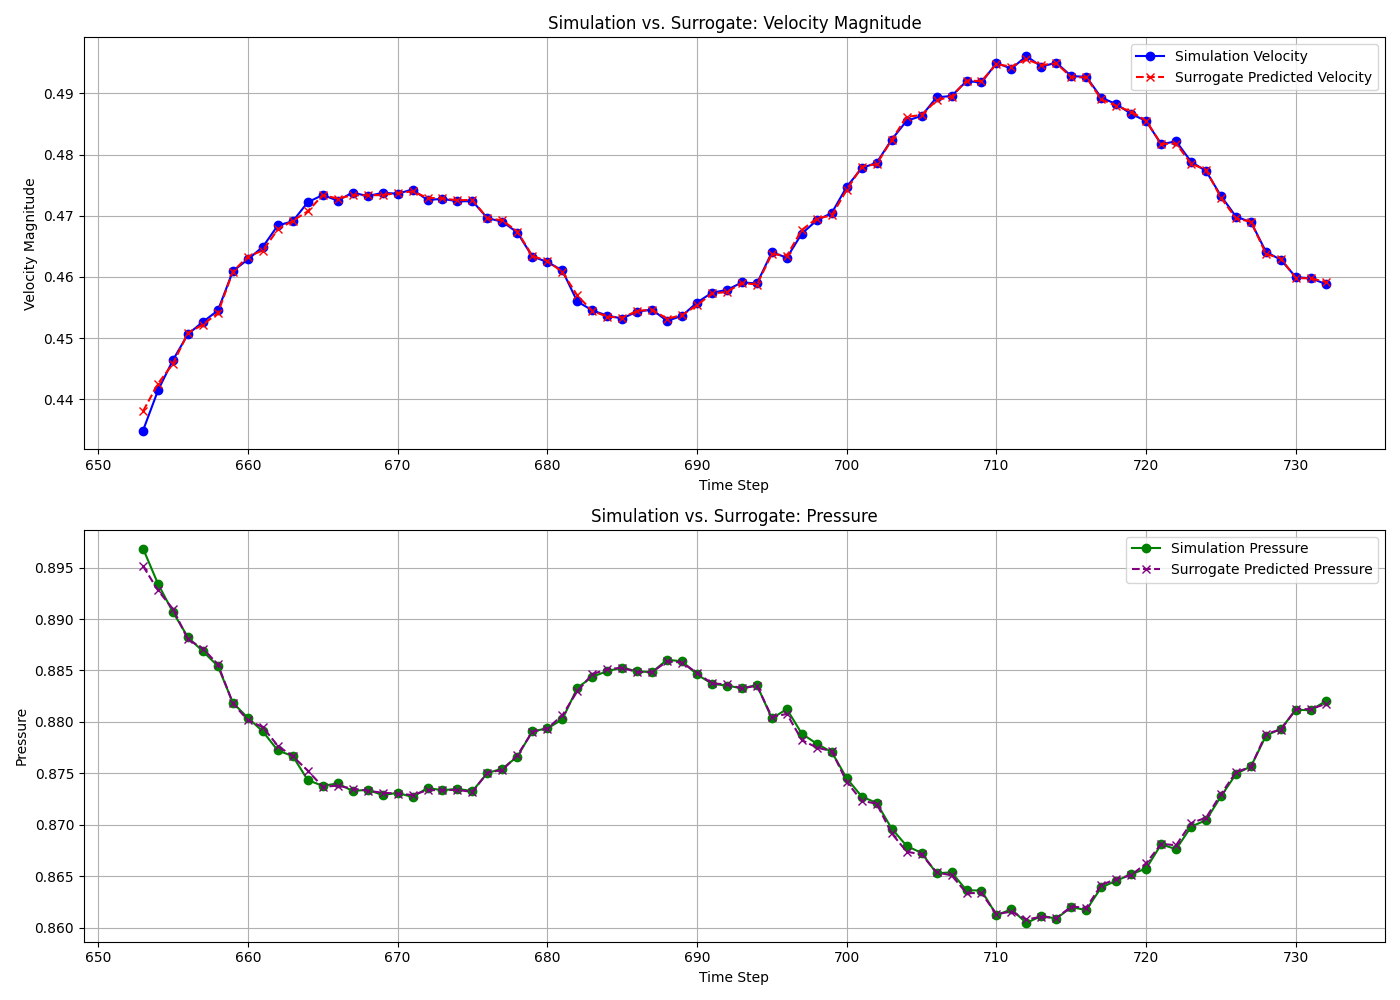 Simulation vs. Surrogate: Velocity Magnitude
Simulation Velocity
Surrogate Predicted Velocity
Velocity Magnitude
0.49
0.48
0.47
0.46
0.45
0.44
650 660 670 680 690 700 710 720 730
Time Step
Simulation vs. Surrogate: Pressure
Simulation Pressure
Surrogate Predicted Pressure
Pressure
0.895
0.890
0.885
0.880
0.875
0.870
0.865
0.860
650 660 670 680 690 700 710 720 730
Time Step